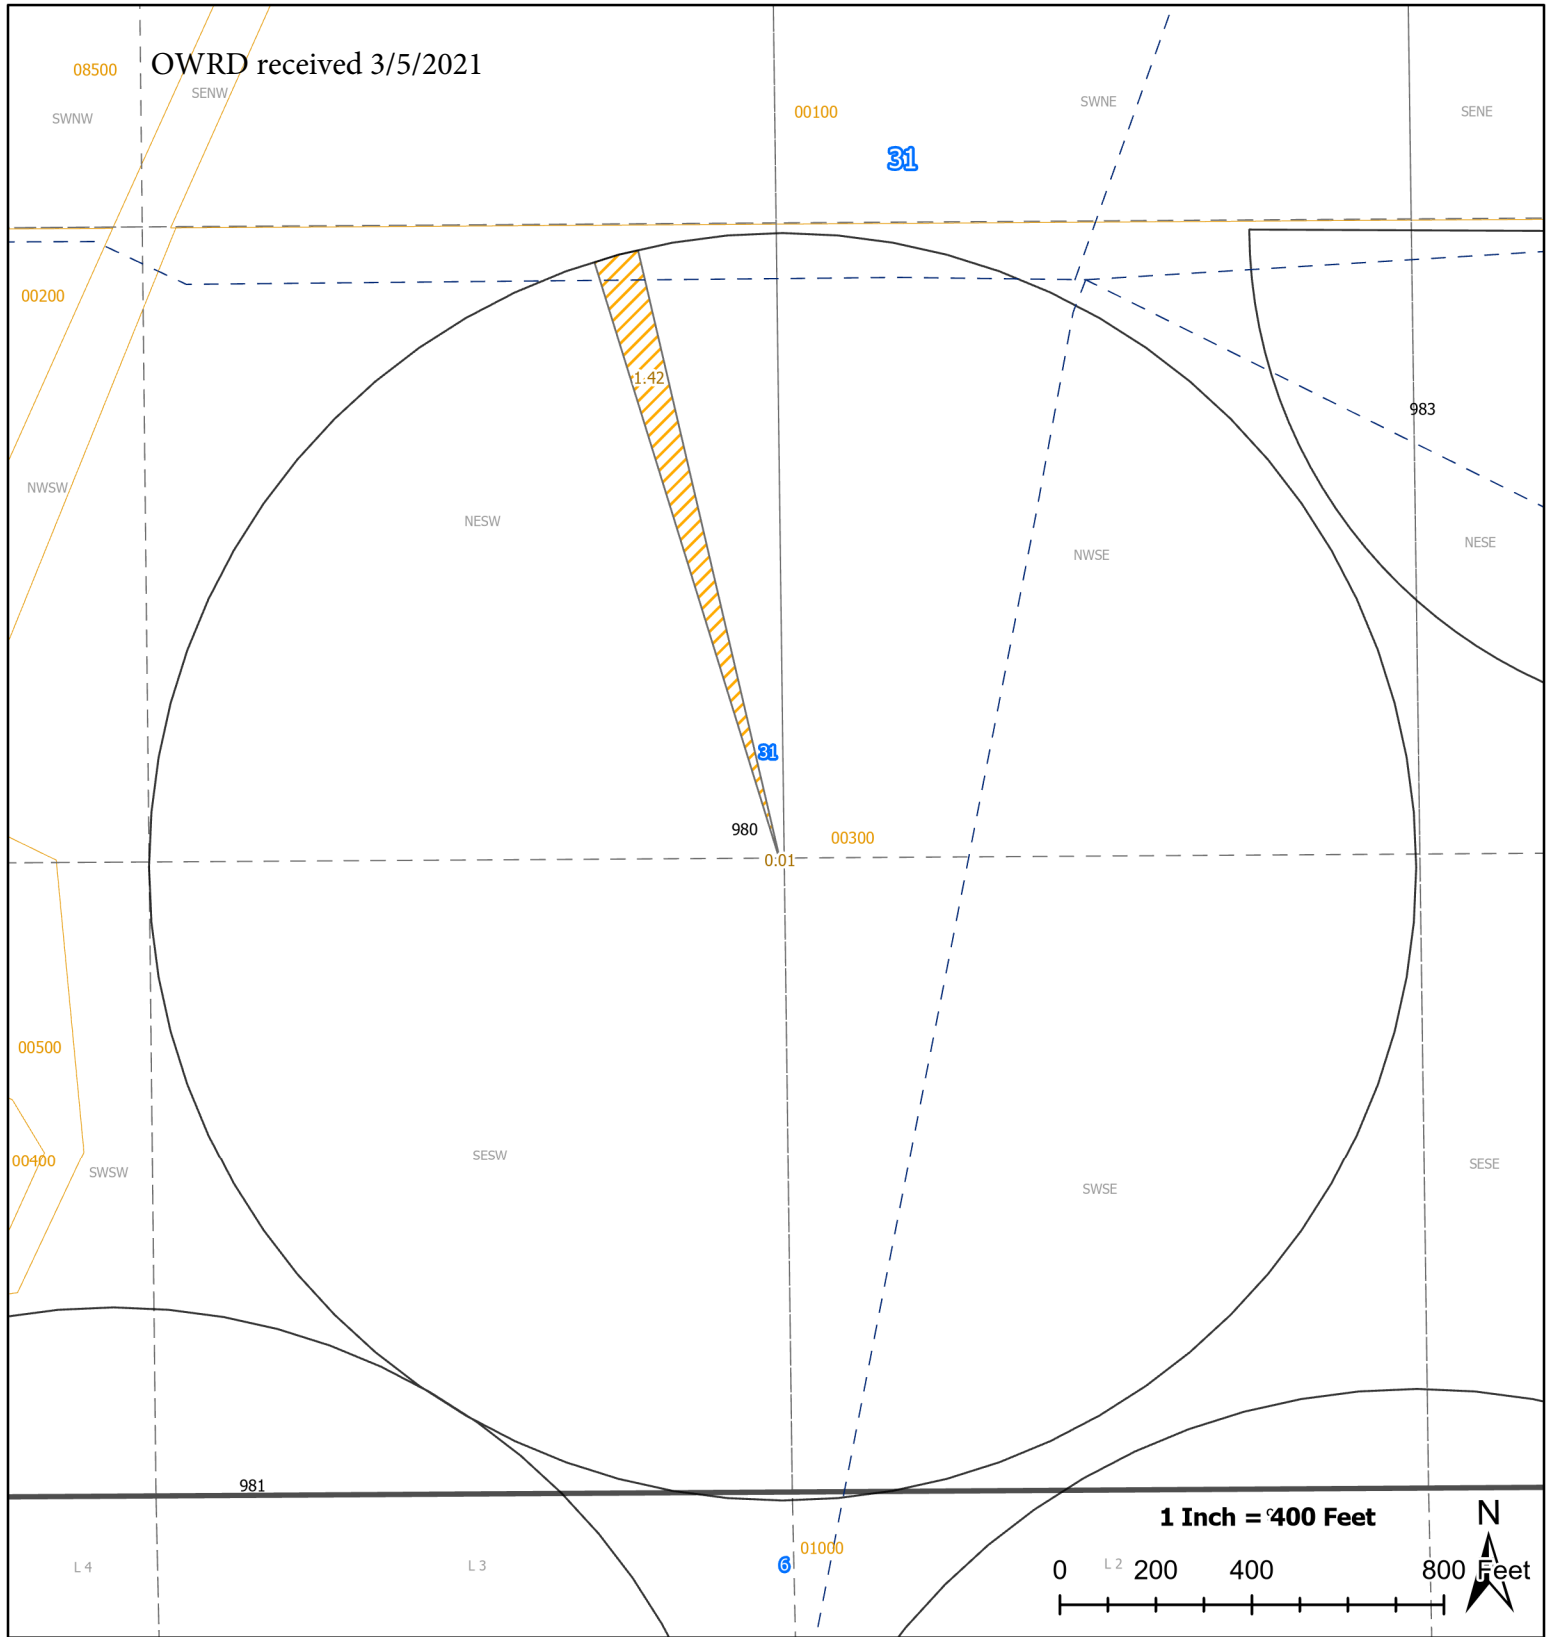 OWRD received 3/5/2021
08500
SENW
SWNW
00100
SWNE
SENE
31
00200
1.42
983
NWSW
NESW
NWSE
NESE
31
980
00300
0.01
00500
00400
SWSW
SESW
SWSE
SESE
981
1 Inch = 400 Feet
N
01000
6
L 4
L 3
L 2
0 200 400 800 Feet